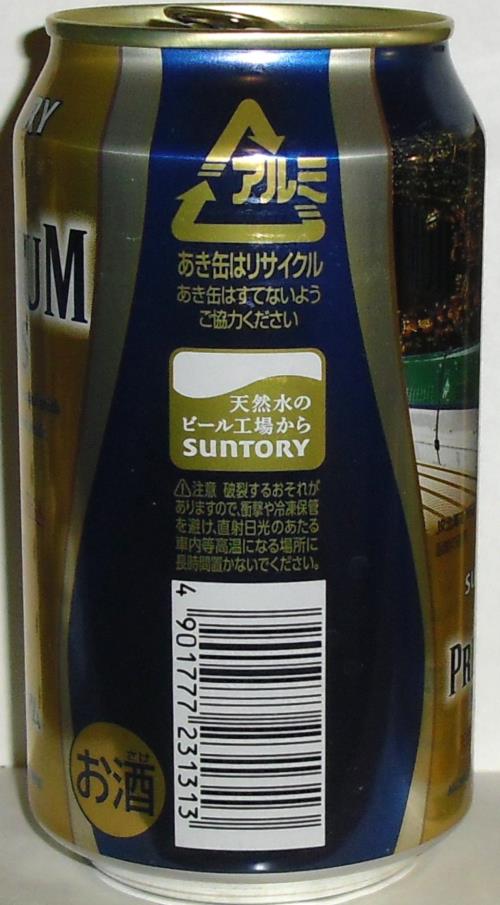 RY
UM
アルミ
あき缶はリサイクル
あき缶はすてないよう
ご協力ください
天然水の
ビール工場から
SUNTORY
⚠注意 破裂するおそれが
ありますので、衝撃や冷凍保管
を避け、直射日光のあたる
車内等高温になる場所に
長時間置かないでください。
4 901777 231313
さけ
お酒
PR